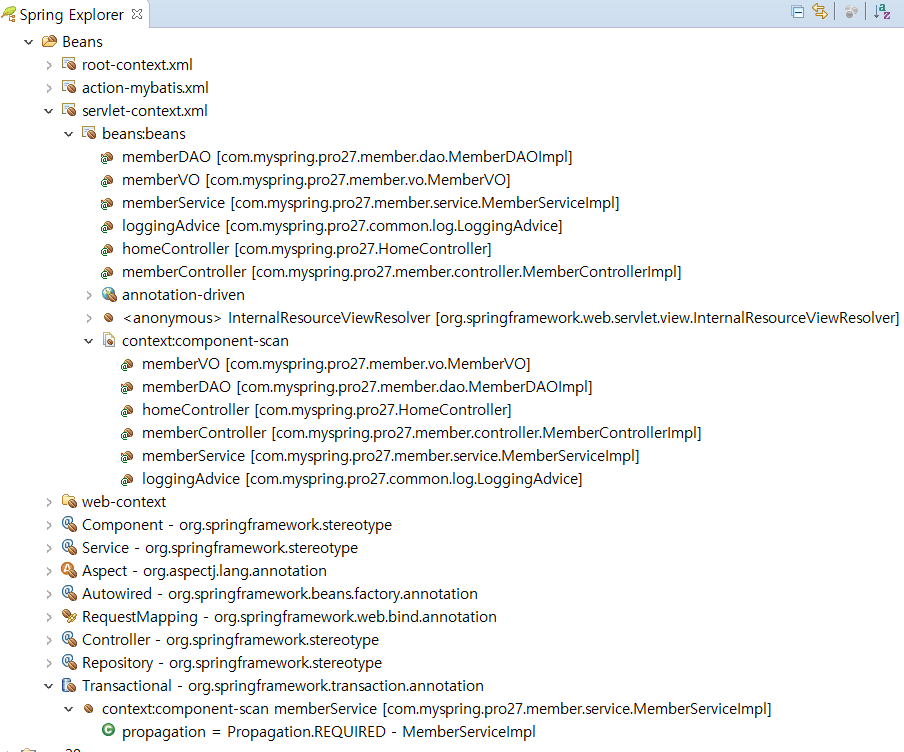 Spring Explorer
Beans
root-context.xml
action-mybatis.xml
servlet-context.xml
beans:beans
memberDAO [com.myspring.pro27.member.dao.MemberDAOImpl]
memberVO [com.myspring.pro27.member.vo.MemberVO]
memberService [com.myspring.pro27.member.service.MemberServiceImpl]
loggingAdvice [com.myspring.pro27.common.log.LoggingAdvice]
homeController [com.myspring.pro27.HomeController]
memberController [com.myspring.pro27.member.controller.MemberControllerImpl]
annotation-driven
<anonymous> InternalResourceViewResolver [org.springframework.web.servlet.view.InternalResourceViewResolver]
context:component-scan
memberVO [com.myspring.pro27.member.vo.MemberVO]
memberDAO [com.myspring.pro27.member.dao.MemberDAOImpl]
homeController [com.myspring.pro27.HomeController]
memberController [com.myspring.pro27.member.controller.MemberControllerImpl]
memberService [com.myspring.pro27.member.service.MemberServiceImpl]
loggingAdvice [com.myspring.pro27.common.log.LoggingAdvice]
web-context
Component - org.springframework.stereotype
Service - org.springframework.stereotype
Aspect - org.aspectj.lang.annotation
Autowired - org.springframework.beans.factory.annotation
RequestMapping - org.springframework.web.bind.annotation
Controller - org.springframework.stereotype
Repository - org.springframework.stereotype
Transactional - org.springframework.transaction.annotation
context:component-scan memberService [com.myspring.pro27.member.service.MemberServiceImpl]
propagation = Propagation.REQUIRED - MemberServiceImpl